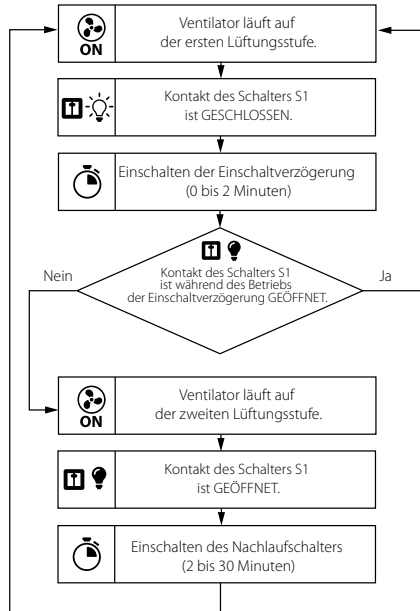 Ventilator läuft auf
der ersten Lüftungsstufe.
ON
Kontakt des Schalters S1
ist GESCHLOSSEN.
Einschalten der Einschaltverzögerung
(0 bis 2 Minuten)
Nein
Kontakt des Schalters S1
ist während des Betriebs
der Einschaltverzögerung GEÖFFNET.
Ja
Ventilator läuft auf
der zweiten Lüftungsstufe.
ON
Kontakt des Schalters S1
ist GEÖFFNET.
Einschalten des Nachlaufschalters
(2 bis 30 Minuten)